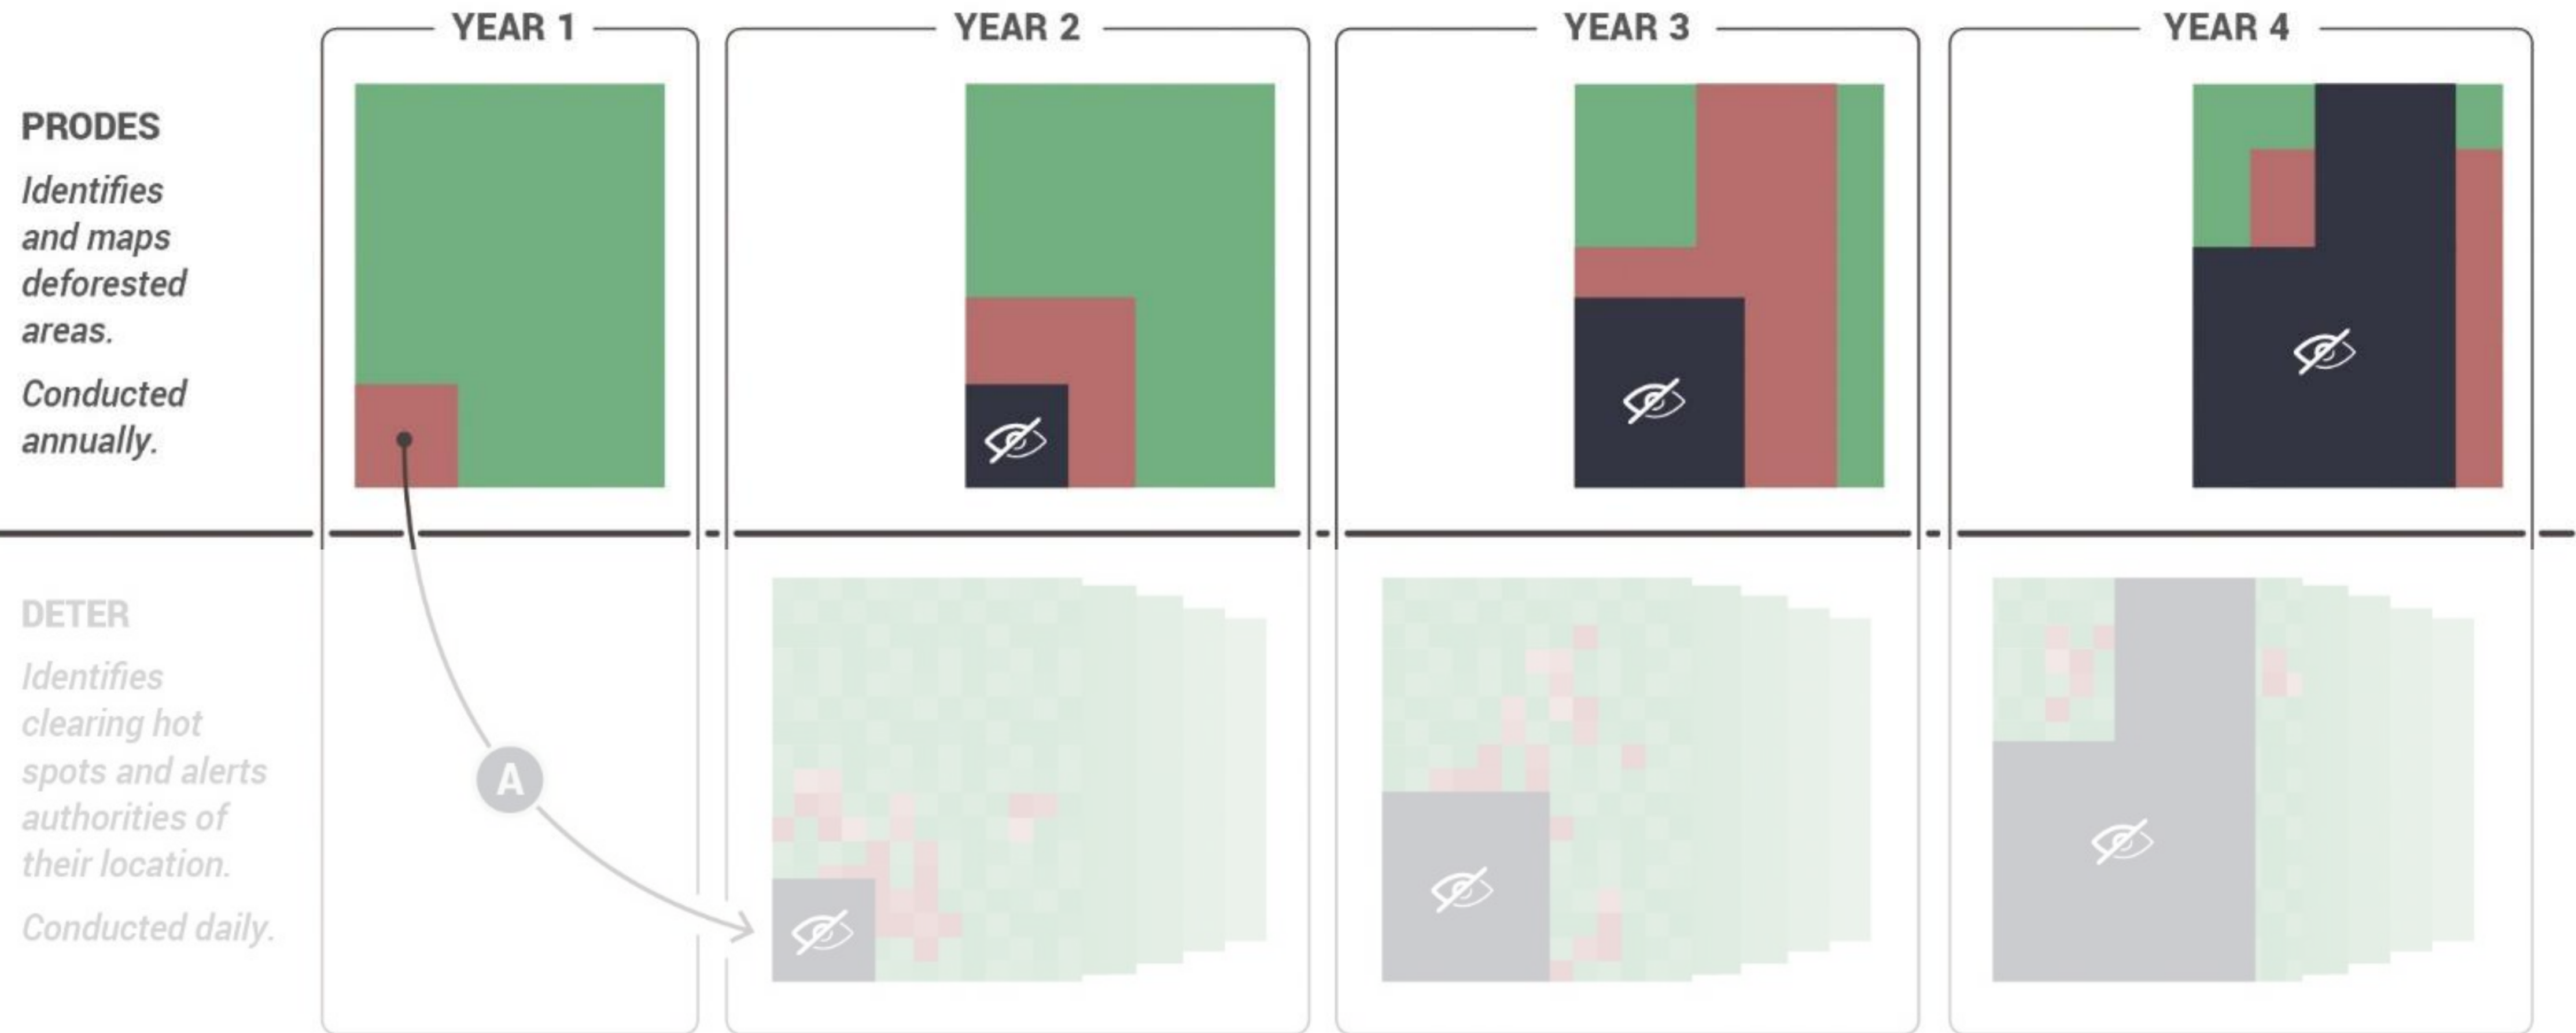 YEAR 1
YEAR 2
YEAR 3
YEAR 4
PRODES
Identifies
and maps
deforested
areas.
Conducted
annually.
DETER
Identifies
clearing hot
spots and alerts
authorities of
their location.
Conducted daily.
A